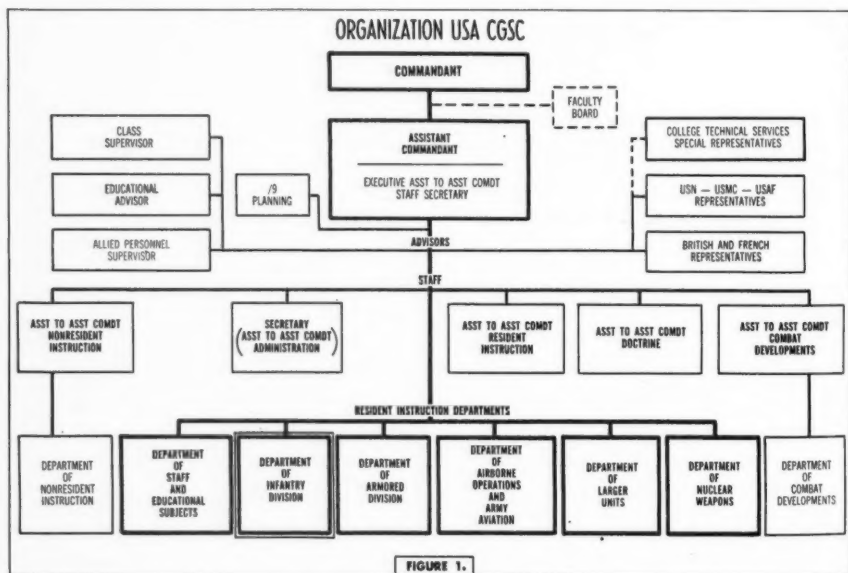 ORGANIZATION USA CGSC
COMMANDANT
FACULTY
BOARD
CLASS
SUPERVISOR
ASSISTANT
COMMANDANT
EXECUTIVE ASST TO ASST COMDT
STAFF SECRETARY
COLLEGE TECHNICAL SERVICES
SPECIAL REPRESENTATIVES
EDUCATIONAL
ADVISOR
/9
PLANNING
USN — USMC — USAF
REPRESENTATIVES
ALLIED PERSONNEL
SUPERVISOR
ADVISORS
BRITISH AND FRENCH
REPRESENTATIVES
STAFF
ASST TO ASST COMDT
NONRESIDENT
INSTRUCTION
SECRETARY
(ASST TO ASST COMDT)
ADMINISTRATION
ASST TO ASST COMDT
RESIDENT
INSTRUCTION
ASST TO ASST COMDT
DOCTRINE
ASST TO ASST COMDT
COMBAT
DEVELOPMENTS
RESIDENT INSTRUCTION DEPARTMENTS
DEPARTMENT
OF
NONRESIDENT
INSTRUCTION
DEPARTMENT
OF
STAFF
AND
EDUCATIONAL
SUBJECTS
DEPARTMENT
OF
INFANTRY
DIVISION
DEPARTMENT
OF
ARMORED
DIVISION
DEPARTMENT
OF
AIRBORNE
OPERATIONS
AND
ARMY
AVIATION
DEPARTMENT
OF
LARGER
UNITS
DEPARTMENT
OF
NUCLEAR
WEAPONS
DEPARTMENT
OF
COMBAT
DEVELOPMENTS
FIGURE 1.